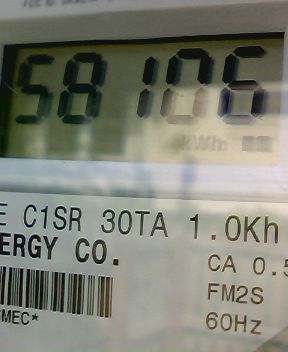 58106
kWh
E C1SR 30TA 1.0Kh
ERGY CO.
CA 0.5
FM2S
MEC*
60Hz